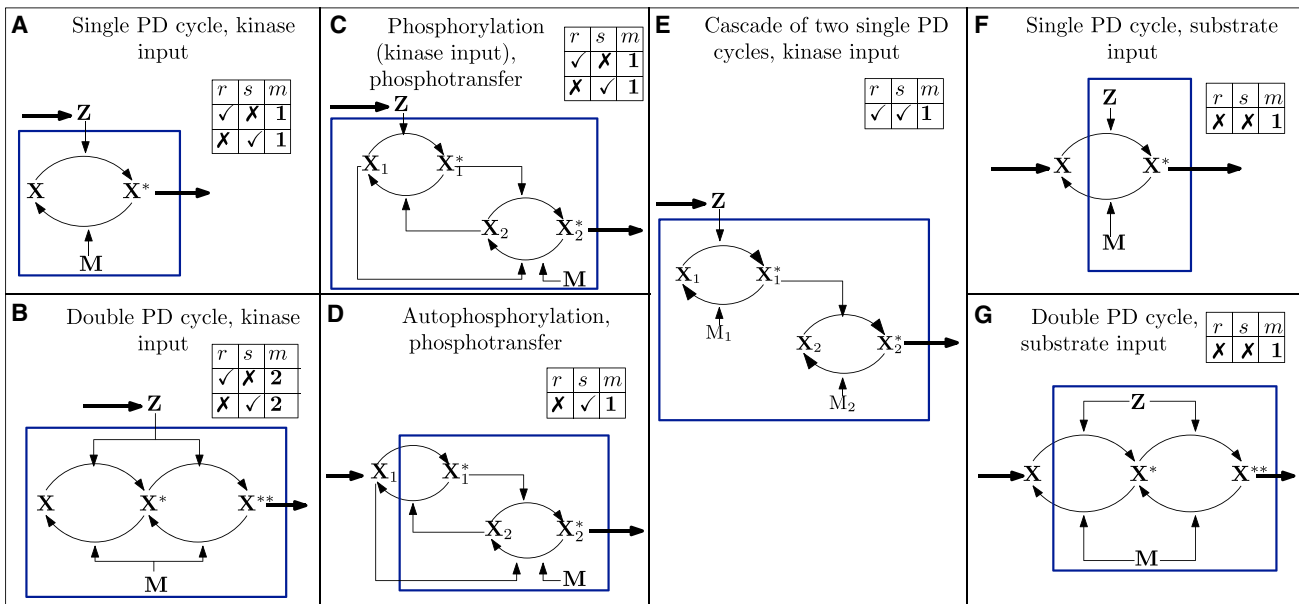 A
Single PD cycle, kinase
input
r s m
✓ ✗ 1
✗ ✓ 1
Z
X
X*
M
B
Double PD cycle, kinase
input
r s m
✓ ✗ 2
✗ ✓ 2
Z
X
X*
X**
M
C
Phosphorylation
(kinase input),
phosphotransfer
r s m
✓ ✗ 1
✗ ✓ 1
Z
X₁
X₁*
X₂
X₂*
M
D
Autophosphorylation,
phosphotransfer
r s m
✗ ✓ 1
X₁
X₁*
X₂
X₂*
M
E
Cascade of two single PD
cycles, kinase input
r s m
✓ ✓ 1
Z
X₁
X₁*
M₁
X₂
X₂*
M₂
F
Single PD cycle, substrate
input
r s m
✗ ✗ 1
Z
X
X*
M
G
Double PD cycle,
substrate input
r s m
✗ ✗ 1
Z
X
X*
X**
M